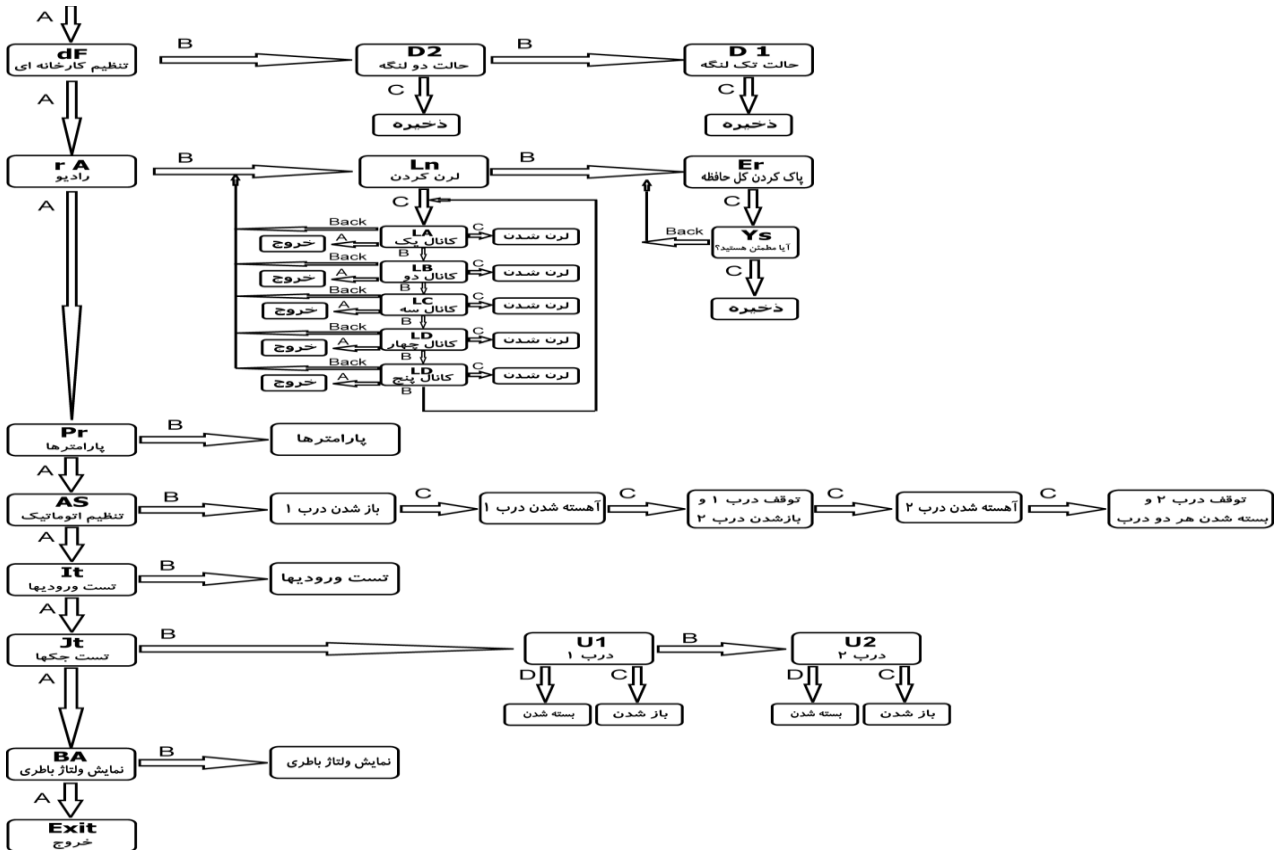 A
dF
تنظیم کارخانه ای
B
D2
حالت دو لنگه
B
D 1
حالت تک لنگه
A
C
ذخیره
C
ذخیره
r A
رادیو
B
Ln
لرن کردن
B
Er
پاک کردن کل حافظه
A
C
C
Back
LA
کانال یک
C
لرن شدن
A
خروج
B
Back
Ys
آیا مطمئن هستید؟
C
ذخیره
Back
LB
کانال دو
C
لرن شدن
A
خروج
B
Back
LC
کانال سه
C
لرن شدن
A
خروج
B
Back
LD
کانال چهار
C
لرن شدن
A
خروج
B
Back
LD
کانال پنج
C
لرن شدن
A
خروج
B
Pr
پارامترها
B
پارامترها
A
AS
تنظیم اتوماتیک
B
باز شدن درب ۱
C
آهسته شدن درب ۱
C
توقف درب ۱ و
بازشدن درب ۲
C
آهسته شدن درب ۲
C
توقف درب ۲ و
بسته شدن هر دو درب
A
It
تست ورودیها
B
تست ورودیها
A
Jt
تست جکها
B
U1
درب ۱
B
U2
درب ۲
A
D
بسته شدن
C
باز شدن
D
بسته شدن
C
باز شدن
BA
نمایش ولتاژ باطری
B
نمایش ولتاژ باطری
A
Exit
خروج